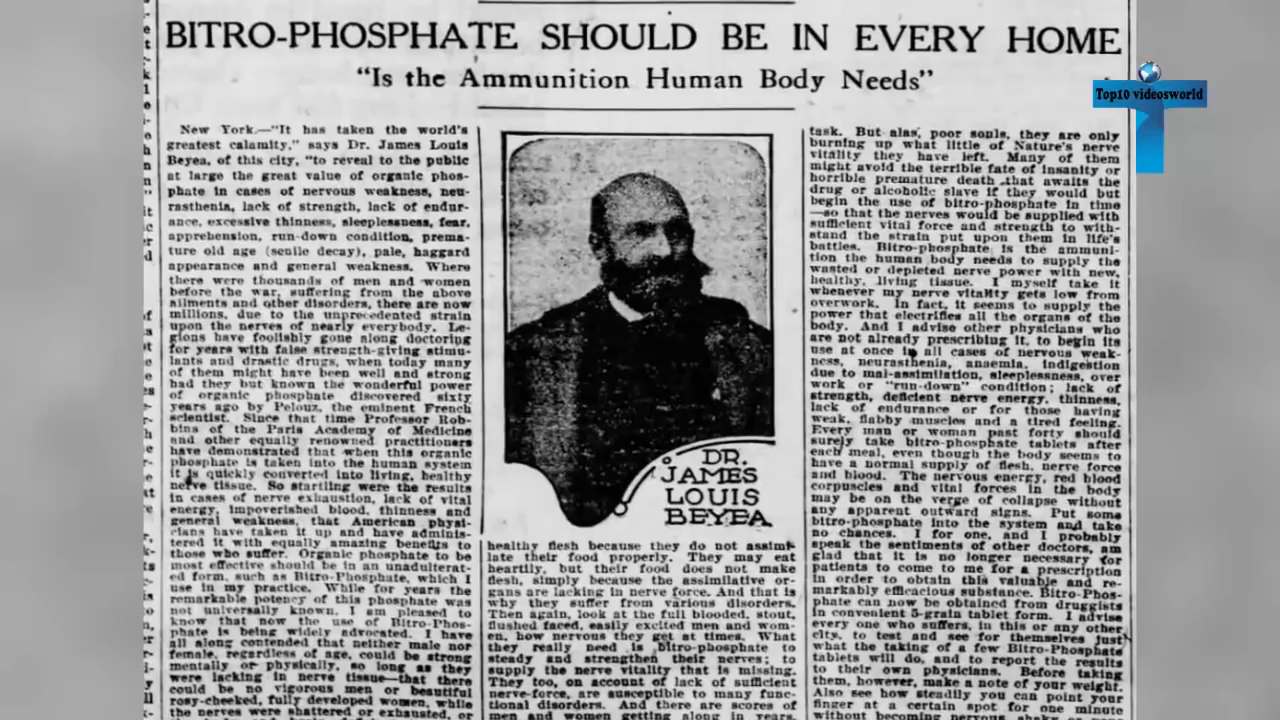 BITRO-PHOSPHATE SHOULD BE IN EVERY HOME
“Is the Ammunition Human Body Needs”
Top10 videosworld
New York.—“It has taken the world’s
greatest calamity,” says Dr. James Louis
Beyea, of this city, “to reveal to the public
at large the great value of organic phos-
phate in cases of nervous weakness, neu-
rasthenia, lack of strength, lack of endur-
ance, excessive thinness, sleeplessness, fear,
apprehension, run-down condition, prema-
ture old age (senile decay), pale, haggard
appearance and general weakness. Where
there were thousands of men and women
before the war, suffering from the above
ailments and other disorders, there are now
millions, due to the unprecedented strain
upon the nerves of nearly everybody. Le-
gions have foolishly gone along doctoring
for years with false strength-giving stimu-
lants and drastic drugs, when today many
of them might have been well and strong
had they but known the wonderful power
of organic phosphate discovered sixty
years ago by Pelouz, the eminent French
scientist. Since that time Professor Rob-
bins of the Paris Academy of Medicine
and other equally renowned practitioners
have demonstrated that when this organic
phosphate is taken into the human system
it is quickly converted into living, healthy
nerve tissue. So startling were the results
in cases of nerve exhaustion, lack of vital
energy, impoverished blood, thinness and
general weakness, that American physi-
cians have taken it up and have adminis-
tered it with equally amazing benefits to
those who suffer. Organic phosphate to be
most effective should be in an unadulterat-
ed form, such as Bitro-Phosphate, which I
use in my practice. While for years the
remarkable potency of this phosphate was
not universally known, I am pleased to
know that now the use of Bitro-Phos-
phate is being widely advocated. I have
all along contended that neither male nor
female, regardless of age, could be strong
mentally or physically, so long as they
were lacking in nerve tissue—that there
could be no vigorous men or beautiful
rosy-cheeked, fully developed women, while
the nerves were shattered or exhausted, or
DR.
JAMES
LOUIS
BEYEA
healthy flesh because they do not assimi-
late their food properly. They may eat
heartily, but their food does not make
flesh, simply because the assimilative or-
gans are lacking in nerve force. And that is
why they suffer from various disorders.
Then again, look at the full blooded, stout,
flushed faced, easily excited men and wom-
en, how nervous they get at times. What
they really need is bitro-phosphate to
steady and strengthen their nerves; to
supply the nerve vitality that is missing.
They too, on account of lack of sufficient
nerve-force, are susceptible to many func-
tional disorders. And there are scores of
men and women getting along in years,
task. But alas, poor souls, they are only
burning up what little of Nature’s nerve
vitality they have left. Many of them
might avoid the terrible fate of insanity or
horrible premature death that awaits the
drug or alcoholic slave if they would but
begin the use of bitro-phosphate in time
—so that the nerves would be supplied with
sufficient vital force and strength to with-
stand the strain put upon them in life’s
battles. Bitro-phosphate is the ammuni-
tion the human body needs to supply the
wasted or depleted nerve power with new,
healthy, living tissue. I myself take it
whenever my nerve vitality gets low from
overwork. In fact, it seems to supply the
power that electrifies all the organs of the
body. And I advise other physicians who
are not already prescribing it, to begin its
use at once in all cases of nervous weak-
ness, neurasthenia, anaemia, indigestion
due to mal-assimilation, sleeplessness, over
work or “run-down” condition; lack of
strength, deficient nerve energy, thinness,
lack of endurance or for those having
weak, flabby muscles and a tired feeling.
Every man or woman past forty should
surely take bitro-phosphate tablets after
each meal, even though the body seems to
have a normal supply of flesh, nerve force
and blood. The nervous energy, red blood
corpuscles and vital forces in the body
may be on the verge of collapse without
any apparent outward signs. Put some
bitro-phosphate into the system and take
no chances. I for one, and I probably
speak the sentiments of other doctors, am
glad that it is no longer necessary for
patients to come to me for a prescription
in order to obtain this valuable and re-
markably efficacious substance. Bitro-Phos-
phate can now be obtained from druggists
in convenient 5-grain tablet form. I advise
every one who suffers, in this or any other
city, to test and see for themselves just
what the taking of a few Bitro-Phosphate
tablets will do, and to report the results
to their own physicians. Before taking
them, however, make a note of your weight.
Also see how steadily you can point your
finger at a certain spot for one minute
without becoming nervous, shaky or